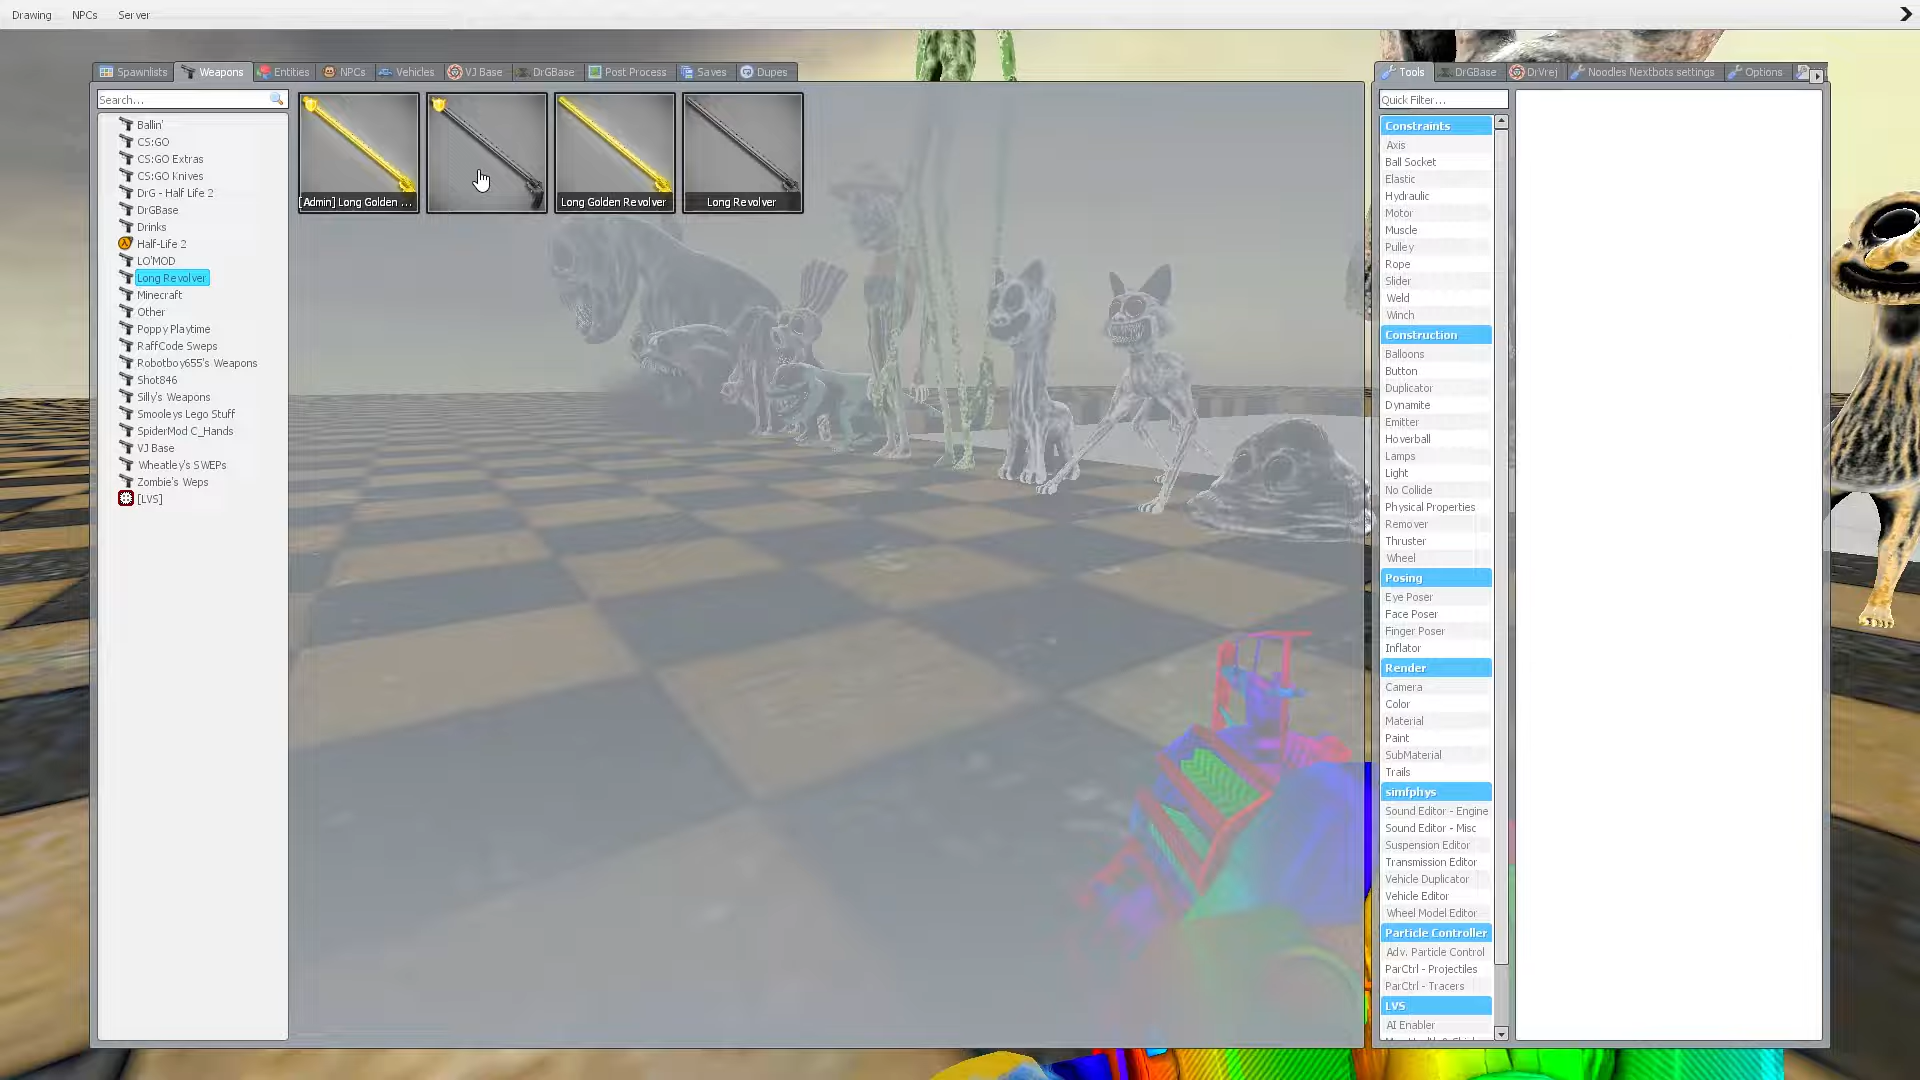 Drawing NPCs Server
Spawnlists Weapons Entities NPCs Vehicles VJ Base DrGBase Post Process Saves Dupes
Search...
Ballin'
CS:GO
CS:GO Extras
CS:GO Knives
DrG - Half Life 2
DrGBase
Drinks
Half-Life 2
LO'MOD
Long Revolver
Minecraft
Other
Poppy Playtime
RaffCode Sweps
Robotboy655's Weapons
Shot846
Silly's Weapons
Smooleys Lego Stuff
SpiderMod C_Hands
VJ Base
Wheatley's SWEPs
Zombie's Weps
[LVS]
[Admin] Long Golden ...
Long Golden Revolver
Long Revolver
Tools DrGBase DrVrej Noodles Nextbots settings Options
Quick Filter...
Constraints
Axis
Ball Socket
Elastic
Hydraulic
Motor
Muscle
Pulley
Rope
Slider
Weld
Winch
Construction
Balloons
Button
Duplicator
Dynamite
Emitter
Hoverball
Lamps
Light
No Collide
Physical Properties
Remover
Thruster
Wheel
Posing
Eye Poser
Face Poser
Finger Poser
Inflator
Render
Camera
Color
Material
Paint
SubMaterial
Trails
simfphys
Sound Editor - Engine
Sound Editor - Misc
Suspension Editor
Transmission Editor
Vehicle Duplicator
Vehicle Editor
Wheel Model Editor
Particle Controller
Adv. Particle Control
ParCtrl - Projectiles
ParCtrl - Tracers
LVS
AI Enabler